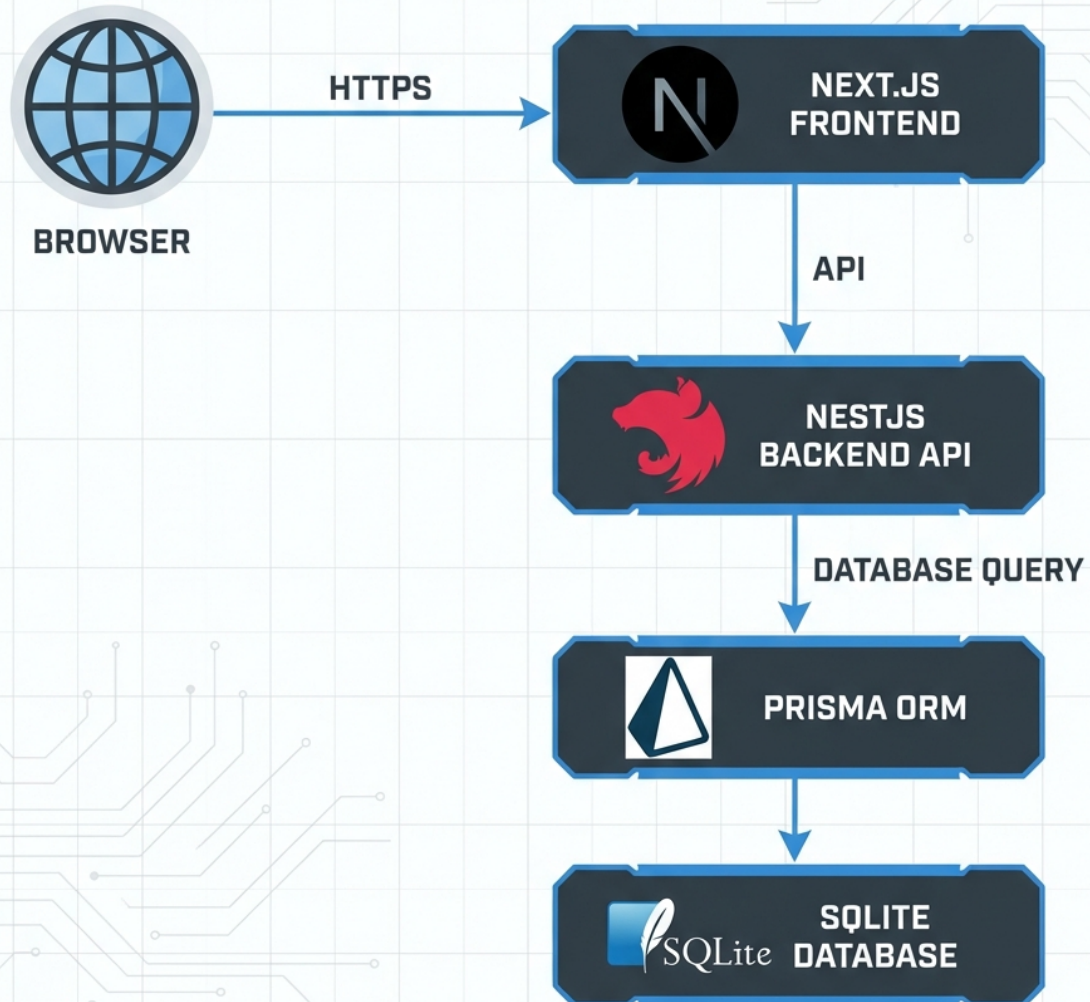 HTTPS
BROWSER
N
NEXT.JS
FRONTEND
API
NESTJS
BACKEND API
DATABASE QUERY
PRISMA ORM
SQLite
SQLITE
DATABASE